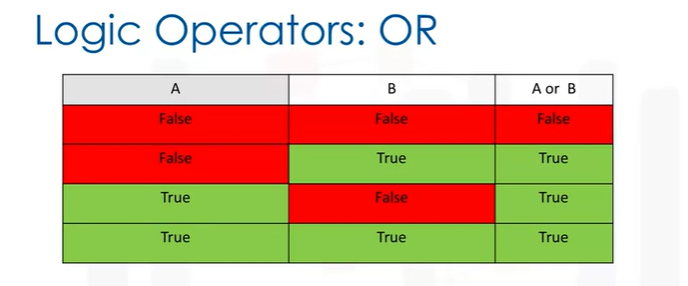 Logic Operators: OR
A B A or B
False False False
False True True
True False True
True True True